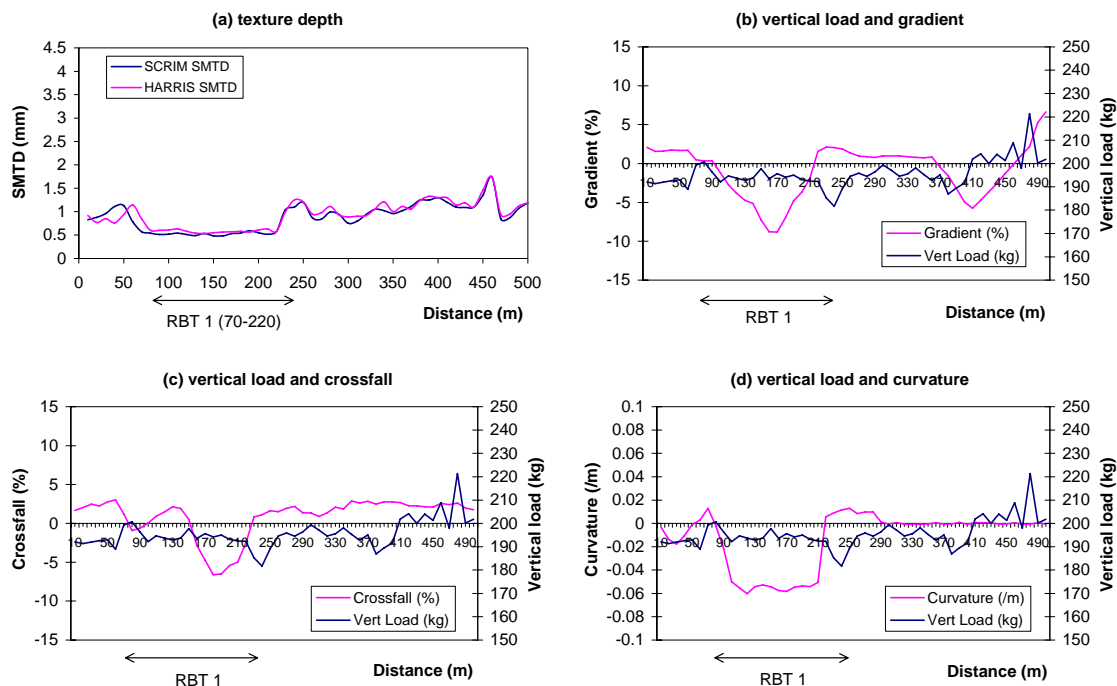 (a) texture depth
4.5
4
3.5
3
2.5
2
1.5
1
0.5
0
SMTD (mm)
SCRIM SMTD
HARRIS SMTD
0 50 100 150 200 250 300 350 400 450 500
Distance (m)
RBT 1 (70-220)
(b) vertical load and gradient
15
10
5
0
-5
-10
-15
Gradient (%)
250
240
230
220
210
200
190
180
170
160
150
Vertical load (kg)
10 50 90 130 170 210 250 290 330 370 410 450 490
Gradient (%)
Vert Load (kg)
Distance (m)
RBT 1
(c) vertical load and crossfall
15
10
5
0
-5
-10
-15
Crossfall (%)
250
240
230
220
210
200
190
180
170
160
150
Vertical load (kg)
10 50 90 130 170 210 250 290 330 370 410 450 490
Crossfall (%)
Vert Load (kg)
Distance (m)
RBT 1
(d) vertical load and curvature
0.1
0.08
0.06
0.04
0.02
0
-0.02
-0.04
-0.06
-0.08
-0.1
Curvature (/m)
250
240
230
220
210
200
190
180
170
160
150
Vertical load (kg)
10 50 90 130 170 210 250 290 330 370 410 450 490
Curvature (/m)
Vert Load (kg)
Distance (m)
RBT 1